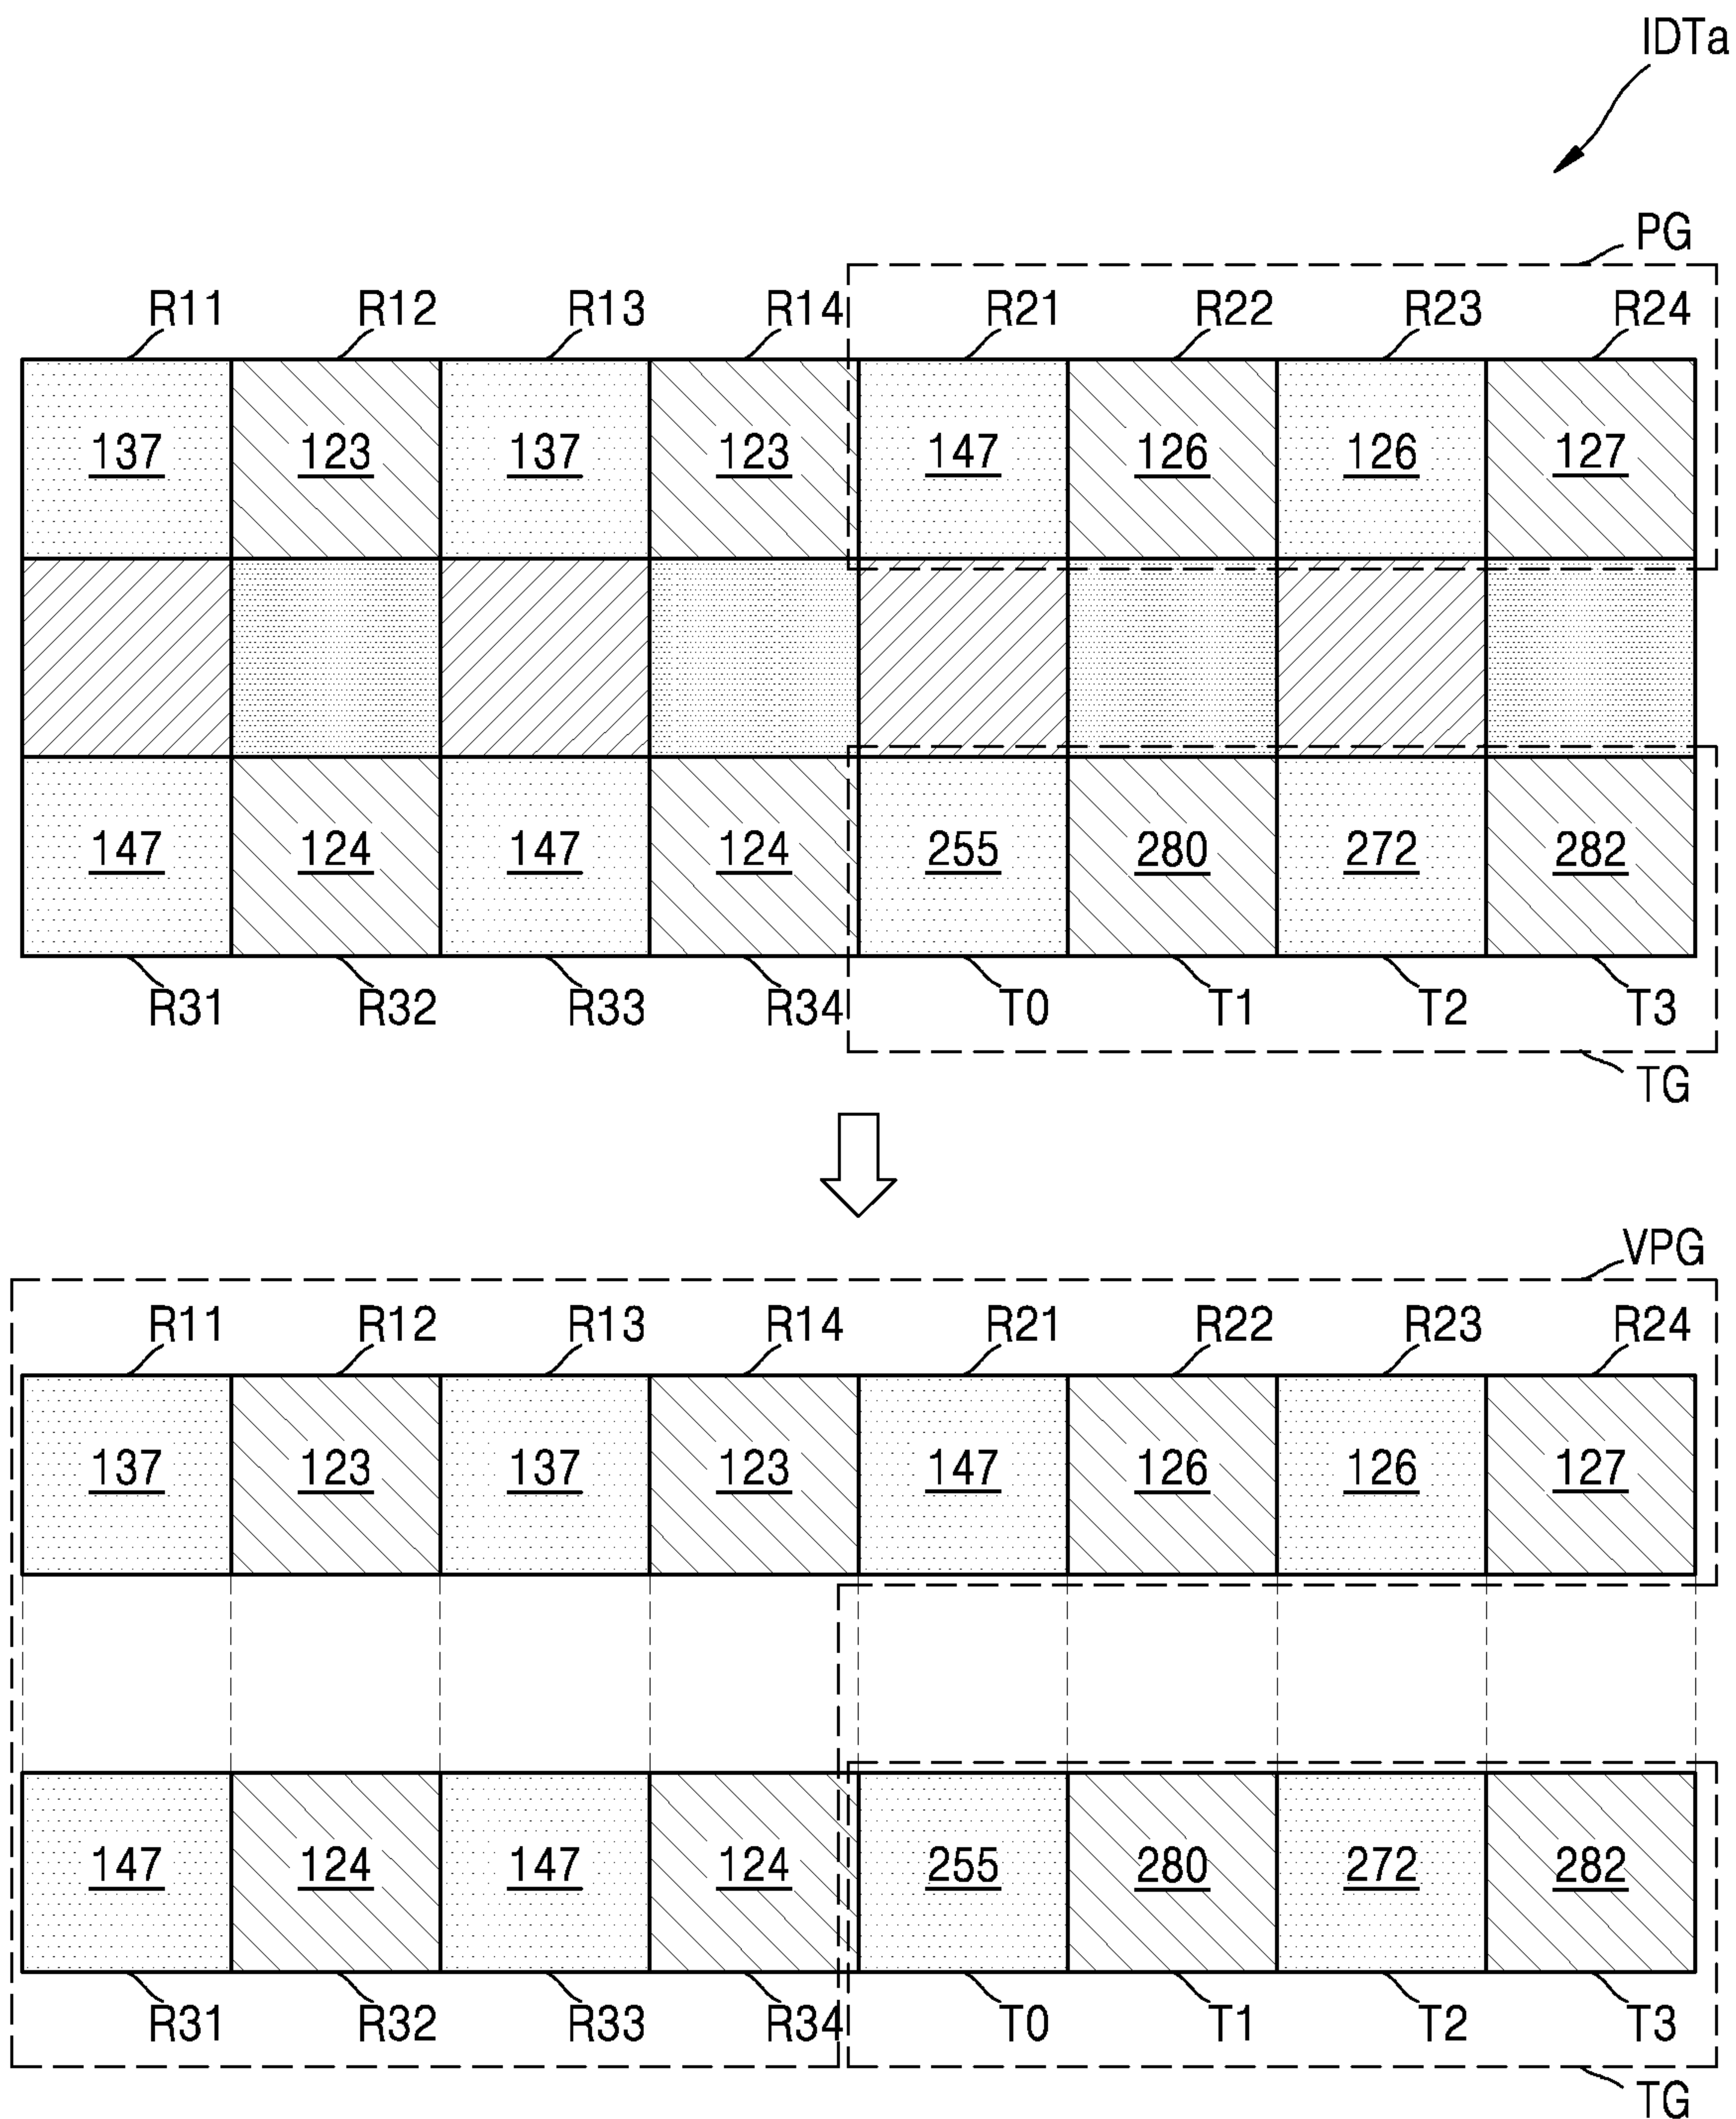 IDTa
PG
R11 R12 R13 R14 R21 R22 R23 R24
137 123 137 123 147 126 126 127
147 124 147 124 255 280 272 282
R31 R32 R33 R34 T0 T1 T2 T3
TG
VPG
R11 R12 R13 R14 R21 R22 R23 R24
137 123 137 123 147 126 126 127
147 124 147 124 255 280 272 282
R31 R32 R33 R34 T0 T1 T2 T3
TG